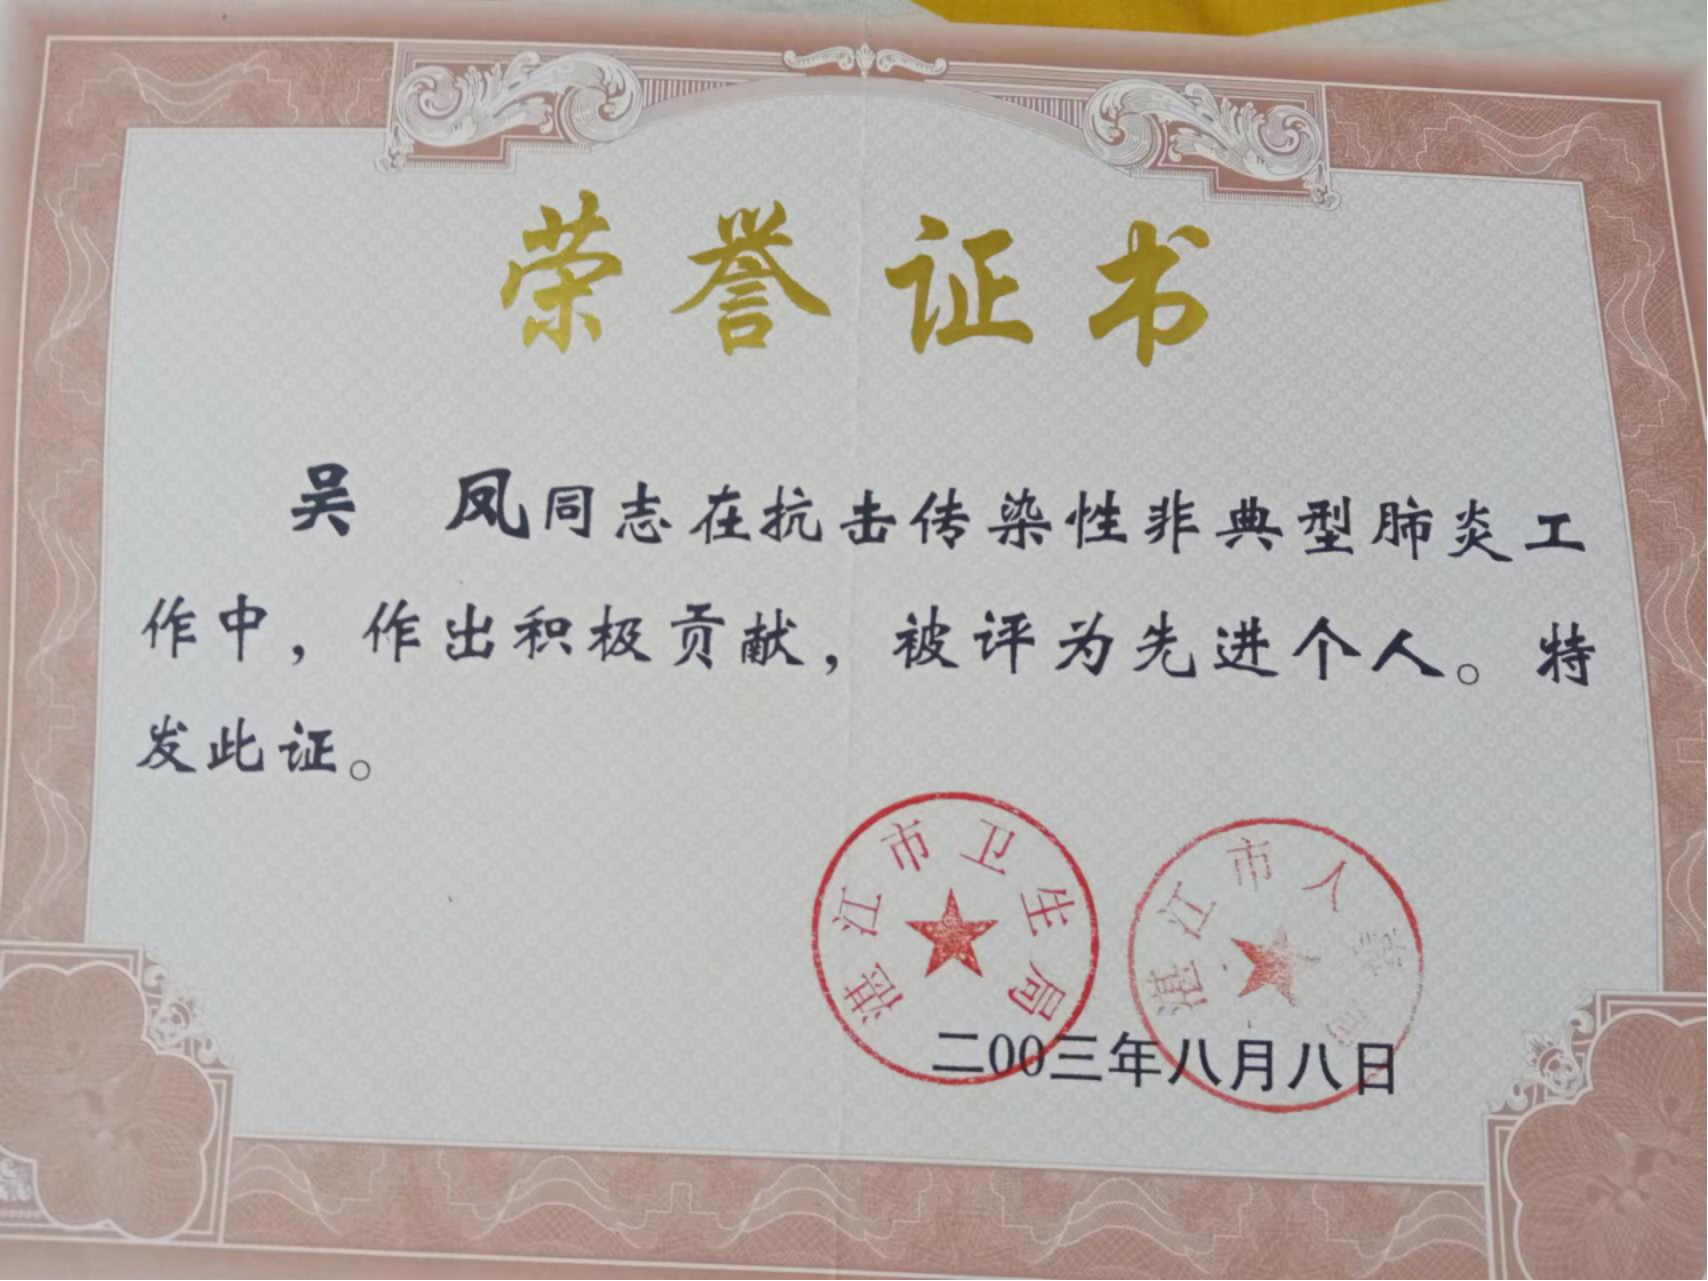 荣誉证书
吴 凤同志在抗击传染性非典型肺炎工
作中，作出积极贡献，被评为先进个人。特
发此证。
湛江市卫生局
湛江市人事局
二00三年八月八日